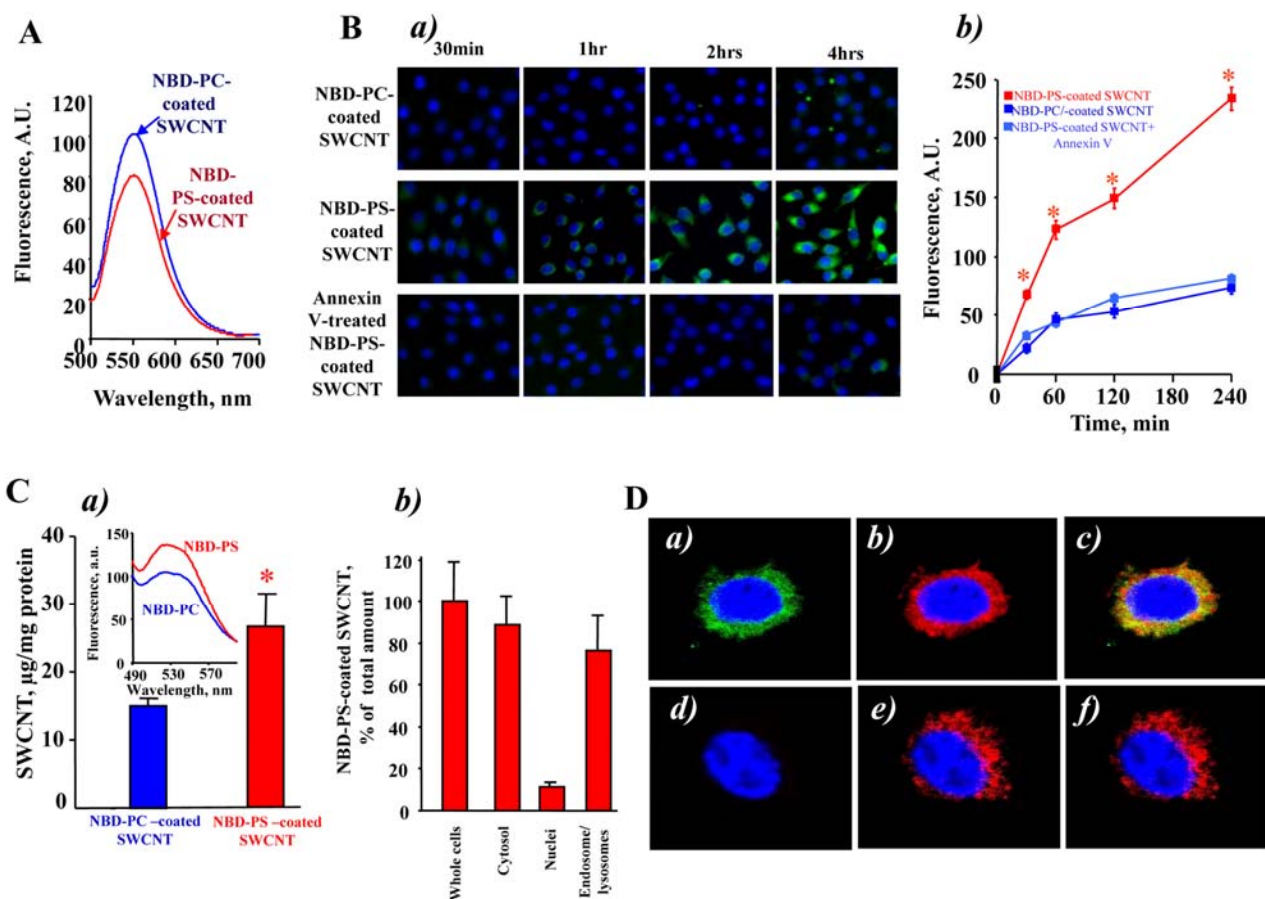 A
NBD-PC-
coated
SWCNT
NBD-
PS-coated
SWCNT
Fluorescence, A.U.
120
100
80
60
40
20
0
500 550 600 650 700
Wavelength, nm
B
a)
30min 1hr 2hrs 4hrs
NBD-PC-
coated
SWCNT
NBD-PS-
coated
SWCNT
Annexin
V-treated
NBD-PS-
coated
SWCNT
b)
Fluorescence, A.U.
250
200
150
100
50
0
*
*
*
*
NBD-PS-coated SWCNT
NBD-PC/-coated SWCNT
NBD-PS-coated SWCNT+
Annexin V
0 60 120 180 240
Time, min
C
a)
SWCNT, µg/mg protein
40
30
20
10
0
Fluorescence, a.u.
150
100
50
0
NBD-PS
NBD-PC
490 530 570
Wavelength, nm
*
NBD-PC –coated
SWCNT
NBD-PS –coated
SWCNT
b)
NBD-PS-coated SWCNT,
% of total amount
120
100
80
60
40
20
0
Whole cells
Cytosol
Nuclei
Endosome/
lysosomes
D
a) b) c)
d) e) f)